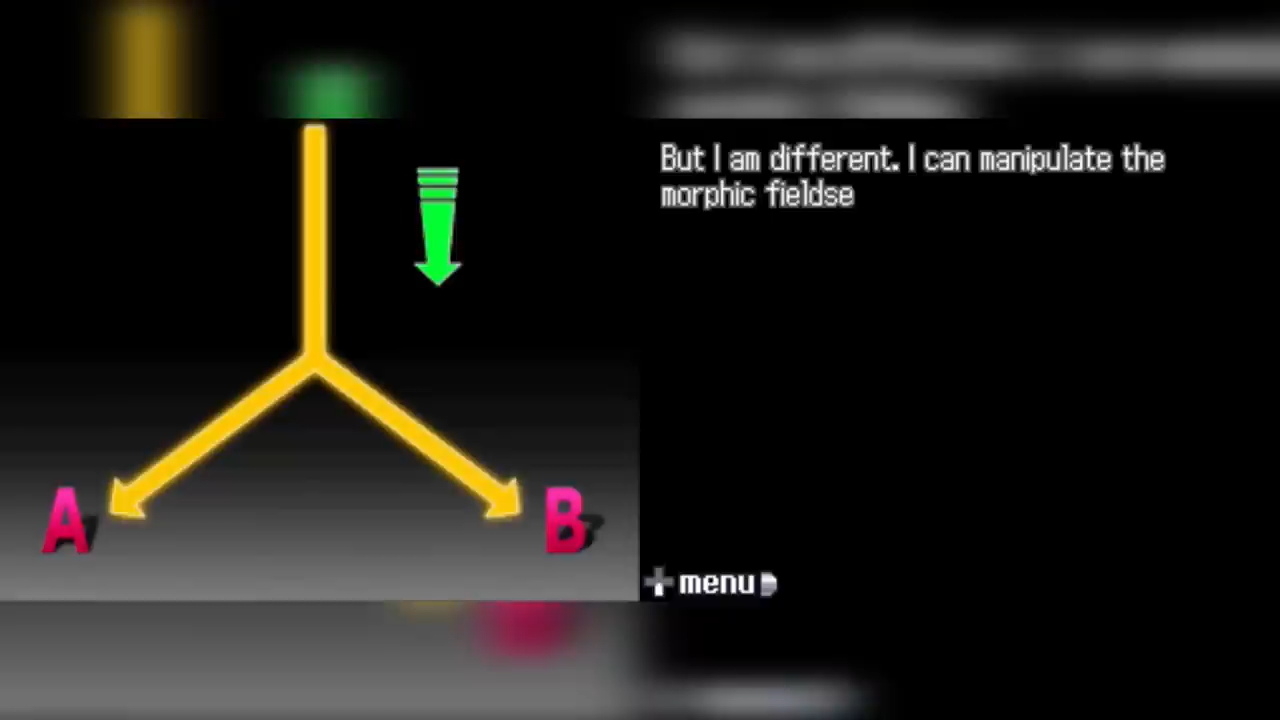 But I am different. I can manipulate the
morphic fieldse
A
B
menu